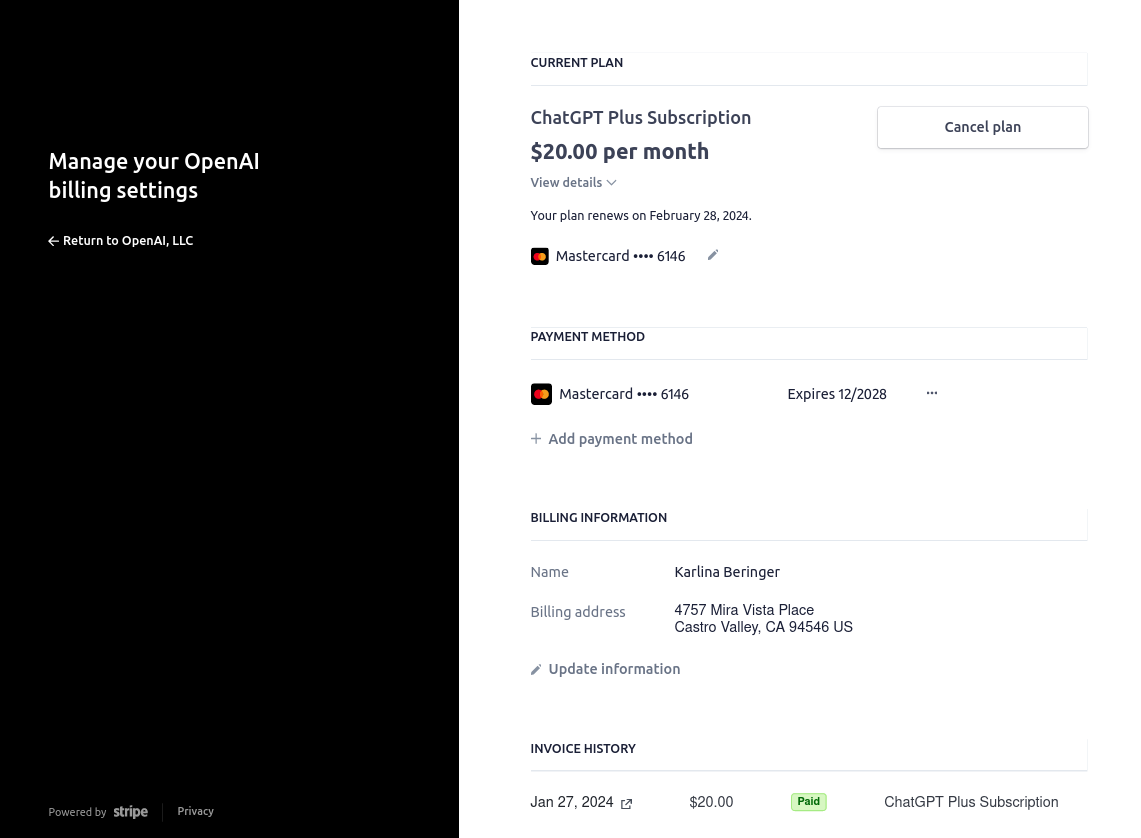 Manage your OpenAI
billing settings
Return to OpenAI, LLC
Powered by stripe
Privacy
CURRENT PLAN
ChatGPT Plus Subscription
Cancel plan
$20.00 per month
View details
Your plan renews on February 28, 2024.
Mastercard •••• 6146
PAYMENT METHOD
Mastercard •••• 6146 Expires 12/2028 ···
+ Add payment method
BILLING INFORMATION
Name Karlina Beringer
Billing address 4757 Mira Vista Place
Castro Valley, CA 94546 US
Update information
INVOICE HISTORY
Jan 27, 2024 $20.00 Paid ChatGPT Plus Subscription